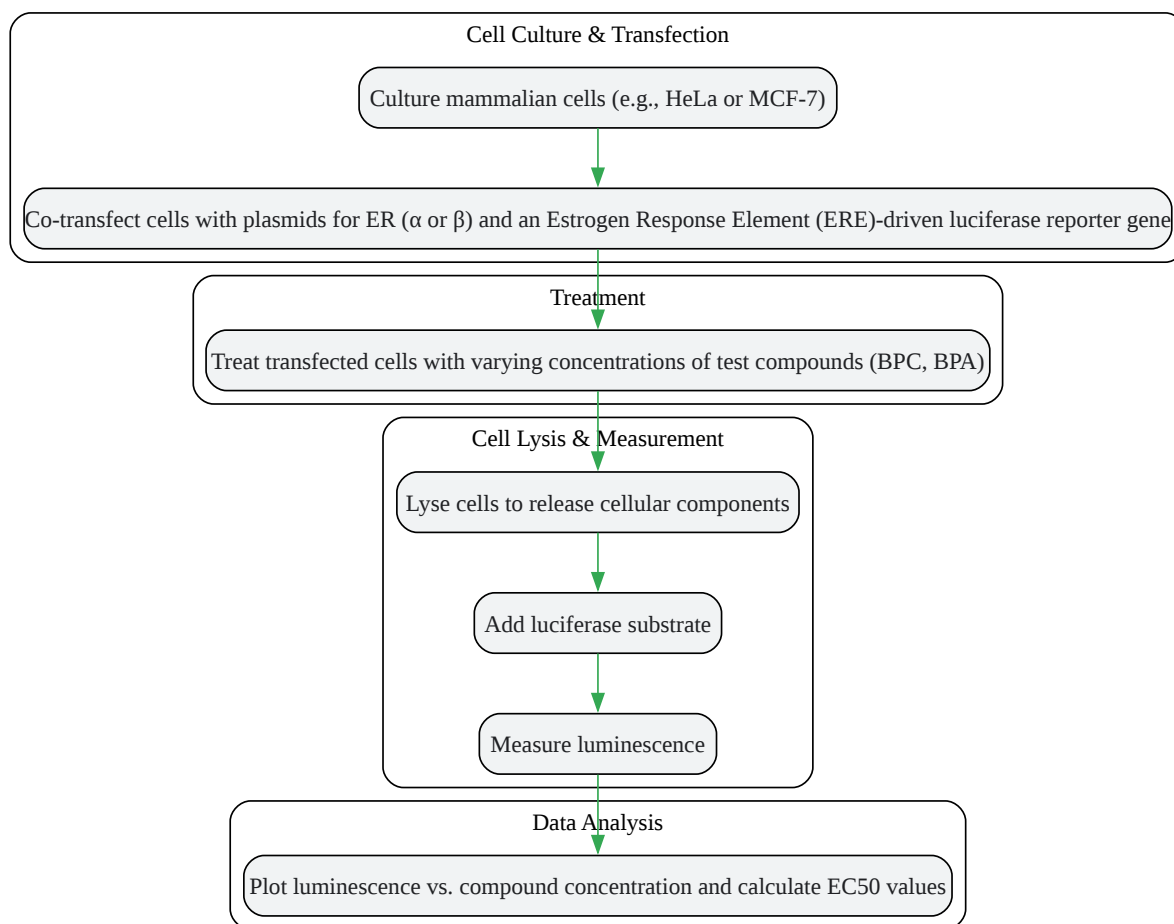 Cell Culture & Transfection
Culture mammalian cells (e.g., HeLa or MCF-7)
Co-transfect cells with plasmids for ER (α or β) and an Estrogen Response Element (ERE)-driven luciferase reporter gene
Treatment
Treat transfected cells with varying concentrations of test compounds (BPC, BPA)
Cell Lysis & Measurement
Lyse cells to release cellular components
Add luciferase substrate
Measure luminescence
Data Analysis
Plot luminescence vs. compound concentration and calculate EC50 values